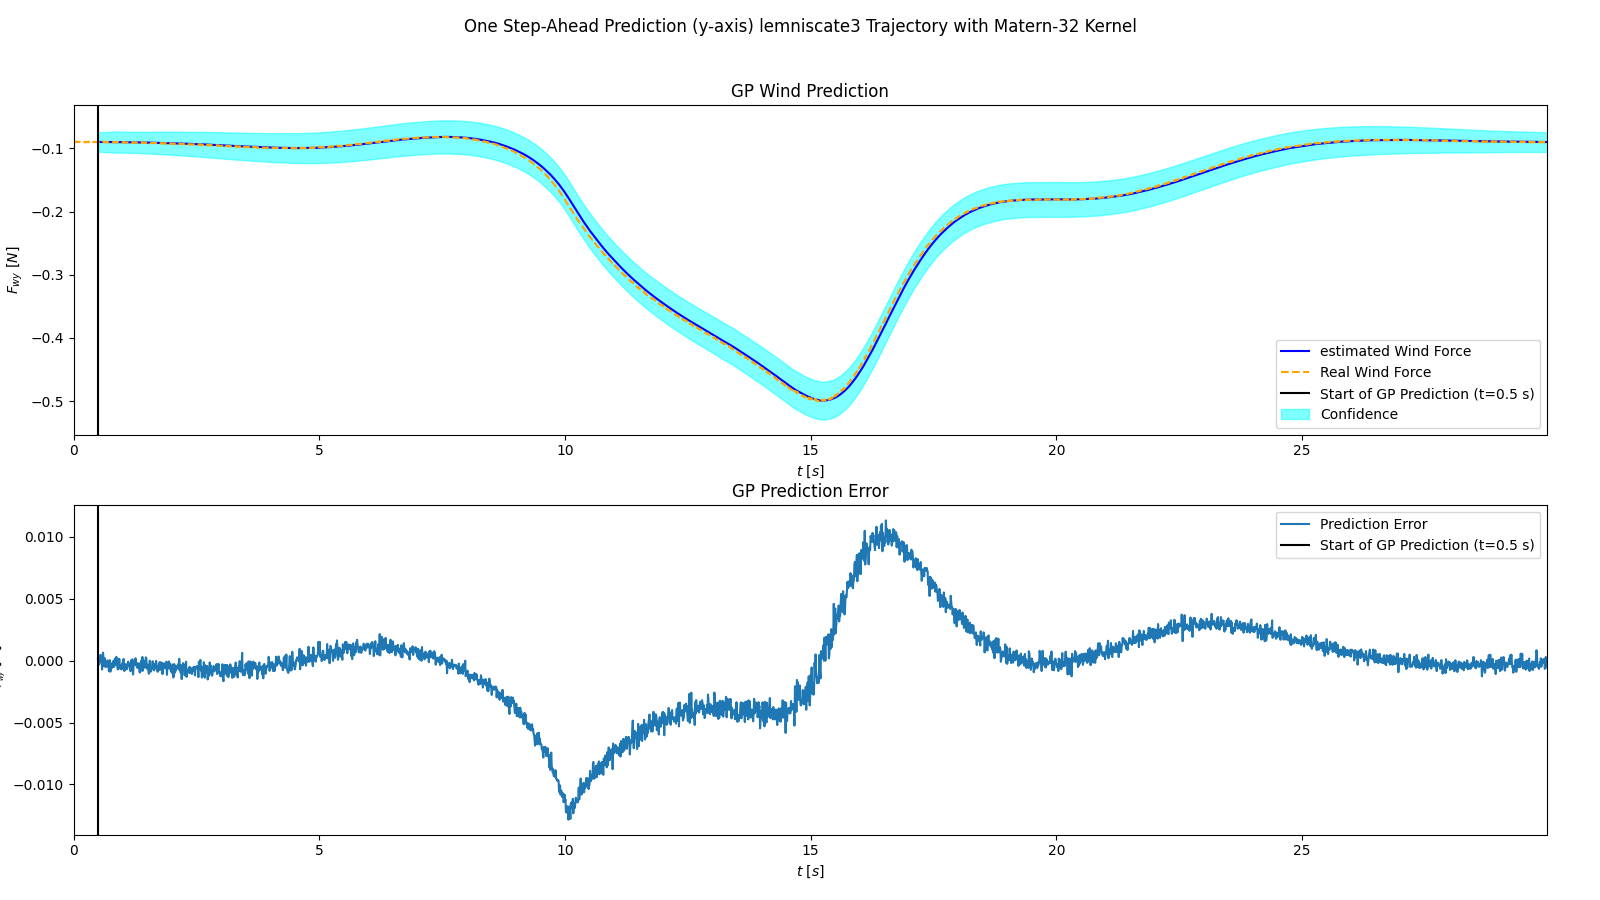 One Step-Ahead Prediction (y-axis) lemniscate3 Trajectory with Matern-32 Kernel
GP Wind Prediction
−0.1
−0.2
−0.3
−0.4
−0.5
F_wy [N]
estimated Wind Force
Real Wind Force
Start of GP Prediction (t=0.5 s)
Confidence
0 5 10 15 20 25
t [s]
GP Prediction Error
0.010
0.005
0.000
−0.005
−0.010
Prediction Error
Start of GP Prediction (t=0.5 s)
0 5 10 15 20 25
t [s]